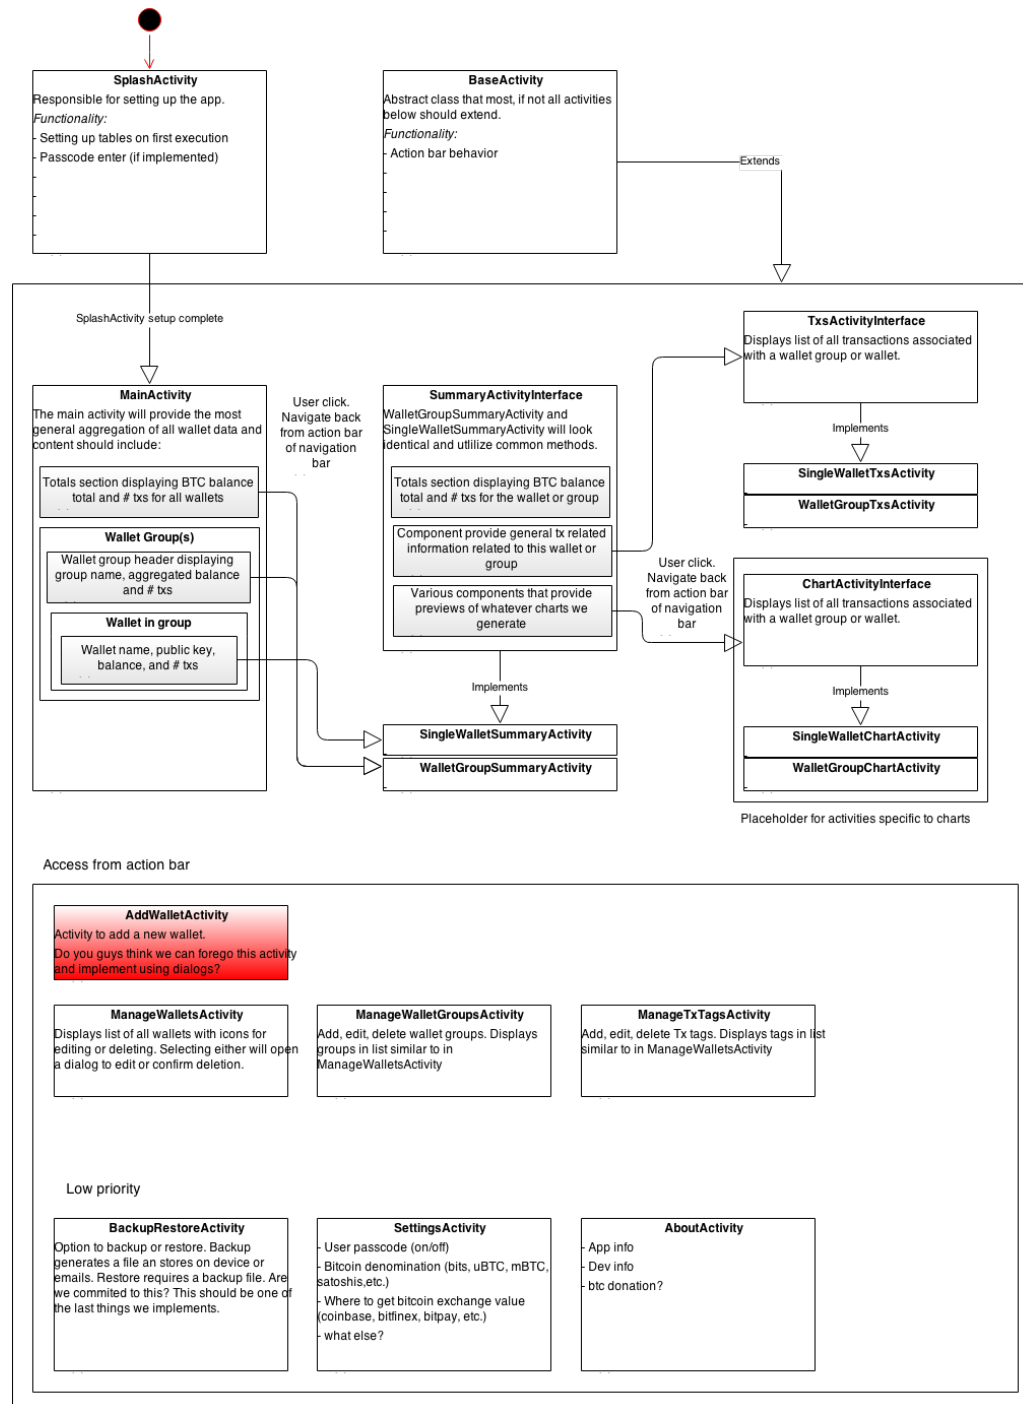 SplashActivity
Responsible for setting up the app.
Functionality:
- Setting up tables on first execution
- Passcode enter (if implemented)
-
-
-
-
BaseActivity
Abstract class that most, if not all activities
below should extend.
Functionality:
- Action bar behavior
-
-
-
-
Extends
SplashActivity setup complete
MainActivity
The main activity will provide the most
general aggregation of all wallet data and
content should include:
Totals section displaying BTC balance
total and # txs for all wallets
Wallet Group(s)
Wallet group header displaying
group name, aggregated balance
and # txs
Wallet in group
Wallet name, public key,
balance, and # txs
User click.
Navigate back
from action bar
of navigation
bar
SummaryActivityInterface
WalletGroupSummaryActivity and
SingleWalletSummaryActivity will look
identical and utlilize common methods.
Totals section displaying BTC balance
total and # txs for the wallet or group
Component provide general tx related
information related to this wallet or
group
Various components that provide
previews of whatever charts we
generate
Implements
SingleWalletSummaryActivity
-
WalletGroupSummaryActivity
-
User click.
Navigate back
from action bar
of navigation
bar
TxsActivityInterface
Displays list of all transactions associated
with a wallet group or wallet.
Implements
SingleWalletTxsActivity
-
WalletGroupTxsActivity
-
ChartActivityInterface
Displays list of all transactions associated
with a wallet group or wallet.
Implements
SingleWalletChartActivity
-
WalletGroupChartActivity
-
Placeholder for activities specific to charts
Access from action bar
AddWalletActivity
Activity to add a new wallet.
Do you guys think we can forego this activity
and implement using dialogs?
ManageWalletsActivity
Displays list of all wallets with icons for
editing or deleting. Selecting either will open
a dialog to edit or confirm deletion.
ManageWalletGroupsActivity
Add, edit, delete wallet groups. Displays
groups in list similar to in
ManageWalletsActivity
ManageTxTagsActivity
Add, edit, delete Tx tags. Displays tags in list
similar to in ManageWalletsActivity
Low priority
BackupRestoreActivity
Option to backup or restore. Backup
generates a file an stores on device or
emails. Restore requires a backup file. Are
we commited to this? This should be one of
the last things we implements.
SettingsActivity
- User passcode (on/off)
- Bitcoin denomination (bits, uBTC, mBTC,
satoshis,etc.)
- Where to get bitcoin exchange value
(coinbase, bitfinex, bitpay, etc.)
- what else?
AboutActivity
- App info
- Dev info
- btc donation?